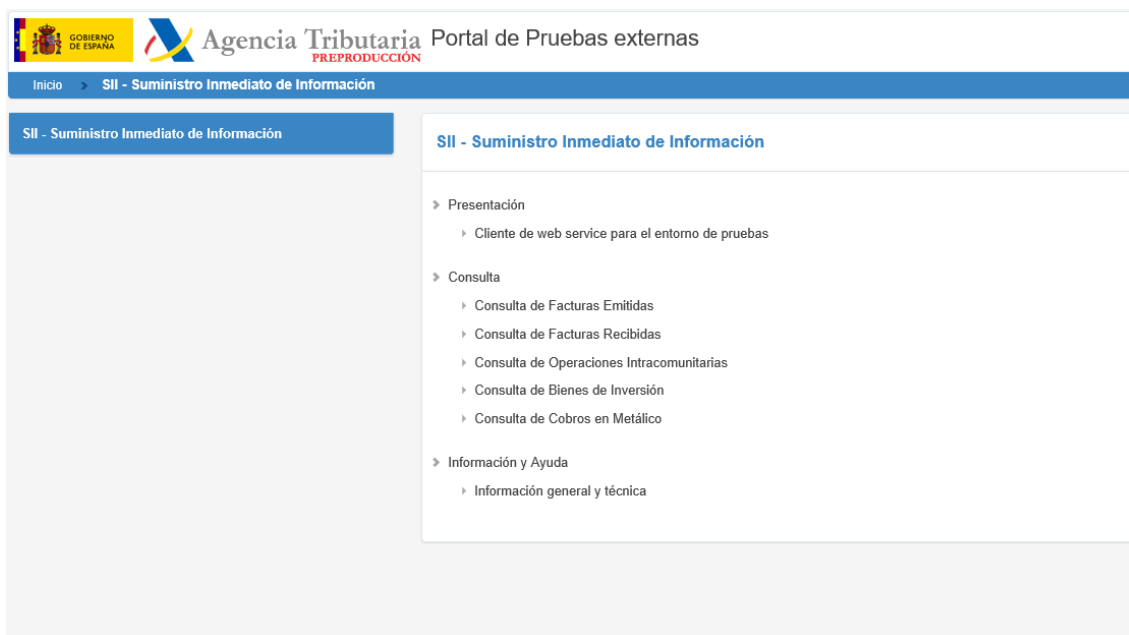 GOBIERNO
DE ESPAÑA
Agencia Tributaria
PREPRODUCCIÓN
Portal de Pruebas externas
Inicio
SII - Suministro Inmediato de Información
SII - Suministro Inmediato de Información
SII - Suministro Inmediato de Información
Presentación
Cliente de web service para el entorno de pruebas
Consulta
Consulta de Facturas Emitidas
Consulta de Facturas Recibidas
Consulta de Operaciones Intracomunitarias
Consulta de Bienes de Inversión
Consulta de Cobros en Metálico
Información y Ayuda
Información general y técnica